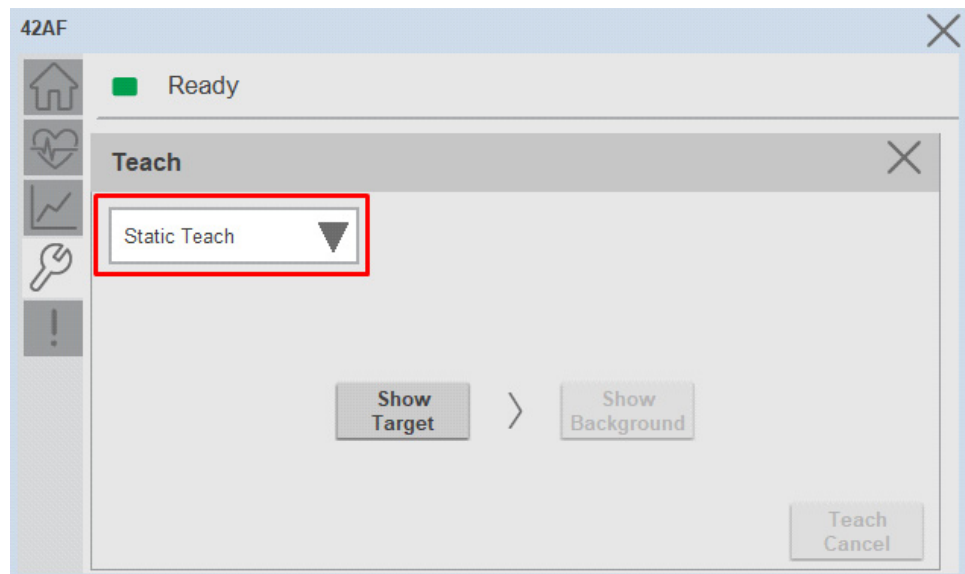 42AF
Ready
Teach
Static Teach
Show
Target
Show
Background
Teach
Cancel